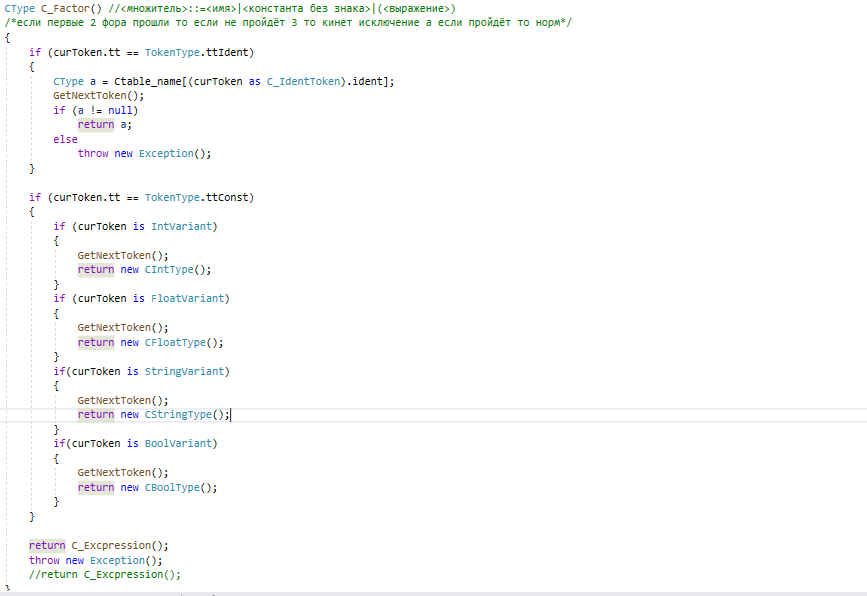 CType C_Factor() //<множитель>::=<имя>|<константа без знака>|(<выражение>)
/*если первые 2 фора прошли то если не пройдёт 3 то кинет исключение а если пройдёт то норм*/
{
if (curToken.tt == TokenType.ttIdent)
{
CType a = Ctable_name[(curToken as C_IdentToken).ident];
GetNextToken();
if (a != null)
return a;
else
throw new Exception();
}
if (curToken.tt == TokenType.ttConst)
{
if (curToken is IntVariant)
{
GetNextToken();
return new CIntType();
}
if (curToken is FloatVariant)
{
GetNextToken();
return new CFloatType();
}
if(curToken is StringVariant)
{
GetNextToken();
return new CStringType();
}
if(curToken is BoolVariant)
{
GetNextToken();
return new CBoolType();
}
}
return C_Excpression();
throw new Exception();
//return C_Excpression();
}